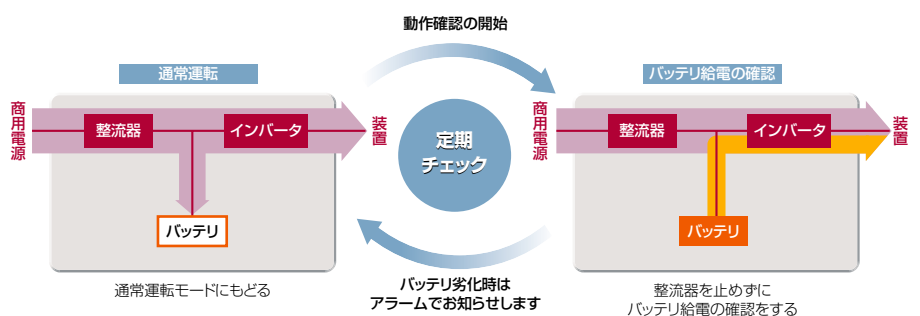 動作確認の開始
通常運転
商用電源
整流器
インバータ
装置
バッテリ
通常運転モードにもどる
定期
チェック
バッテリ劣化時は
アラームでお知らせします
バッテリ給電の確認
商用電源
整流器
インバータ
装置
バッテリ
整流器を止めずに
バッテリ給電の確認をする